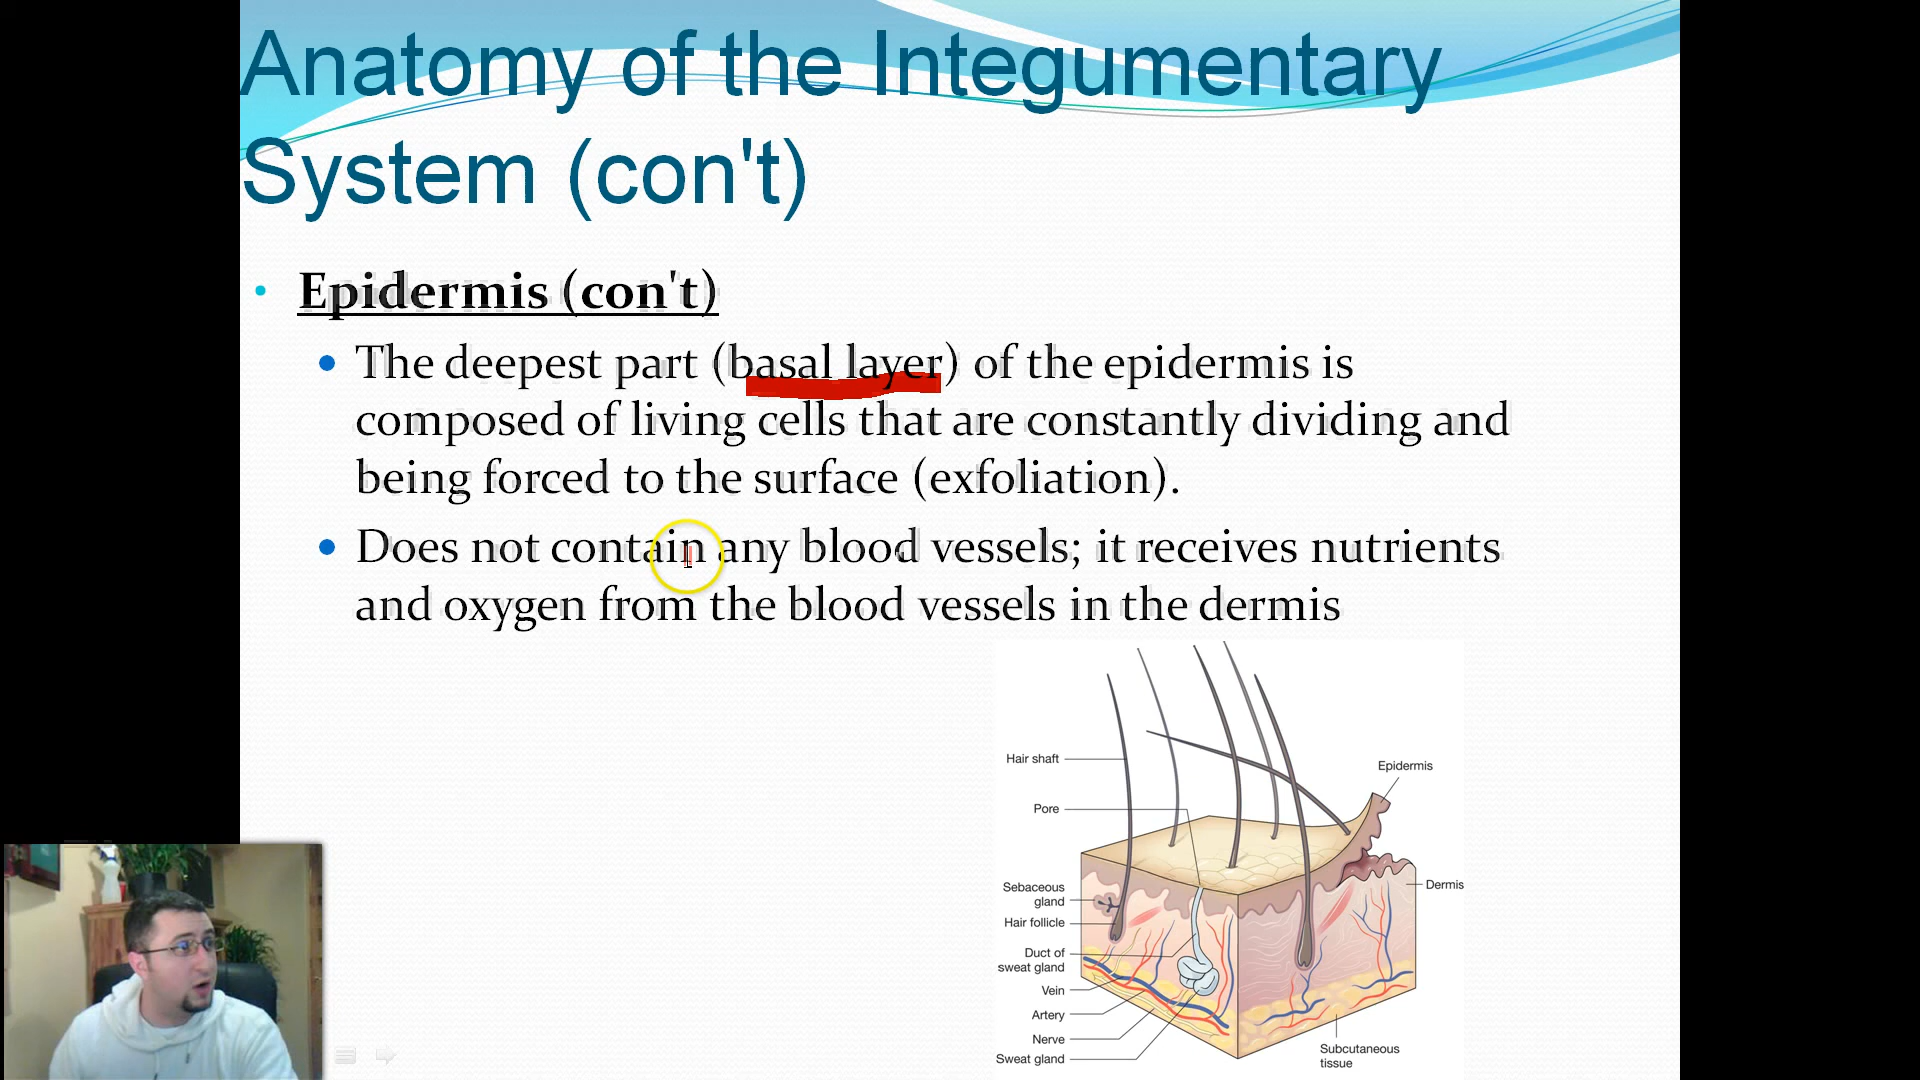 Anatomy of the Integumentary
System (con't)
Epidermis (con't)
The deepest part (basal layer) of the epidermis is
composed of living cells that are constantly dividing and
being forced to the surface (exfoliation).
Does not contain any blood vessels; it receives nutrients
and oxygen from the blood vessels in the dermis
Hair shaft
Pore
Sebaceous
gland
Hair follicle
Duct of
sweat gland
Vein
Artery
Nerve
Sweat gland
Epidermis
Dermis
Subcutaneous
tissue